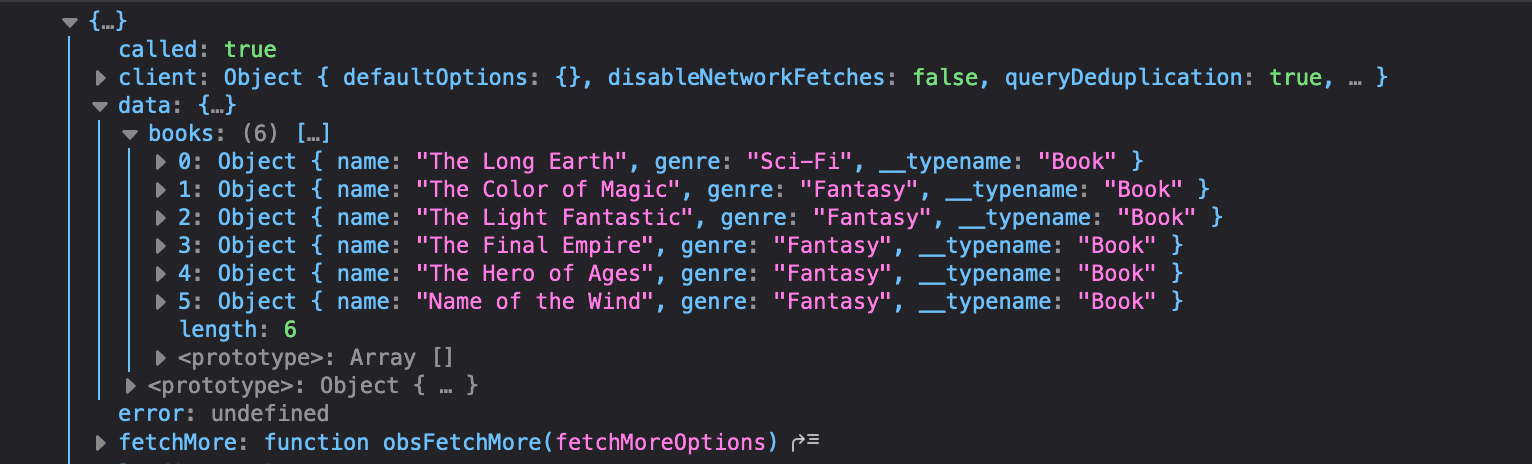 {…}
called: true
client: Object { defaultOptions: {}, disableNetworkFetches: false, queryDeduplication: true, … }
data: {…}
books: (6) […]
0: Object { name: "The Long Earth", genre: "Sci-Fi", __typename: "Book" }
1: Object { name: "The Color of Magic", genre: "Fantasy", __typename: "Book" }
2: Object { name: "The Light Fantastic", genre: "Fantasy", __typename: "Book" }
3: Object { name: "The Final Empire", genre: "Fantasy", __typename: "Book" }
4: Object { name: "The Hero of Ages", genre: "Fantasy", __typename: "Book" }
5: Object { name: "Name of the Wind", genre: "Fantasy", __typename: "Book" }
length: 6
<prototype>: Array []
<prototype>: Object { … }
error: undefined
fetchMore: function obsFetchMore(fetchMoreOptions)